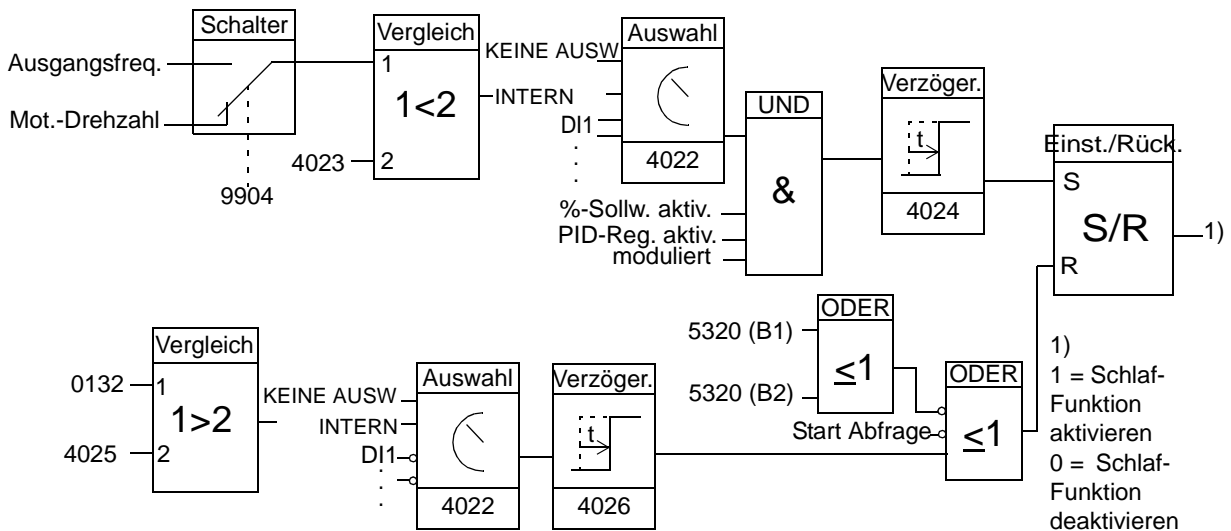 Schalter
Ausgangsfreq.
Mot.-Drehzahl
9904
Vergleich
1
1<2
2
4023
KEINE AUSW
INTERN
DI1
.
.
.
Auswahl
4022
%-Sollw. aktiv.
PID-Reg. aktiv.
moduliert
UND
&
Verzöger.
t
4024
Einst./Rück.
S
S/R
R
1)
Vergleich
0132
1
1>2
4025
2
KEINE AUSW
INTERN
DI1
.
.
.
Auswahl
4022
Verzöger.
t
4026
ODER
5320 (B1)
≤1
5320 (B2)
Start Abfrage
ODER
≤1
1)
1 = Schlaf-
Funktion
aktivieren
0 = Schlaf-
Funktion
deaktivieren